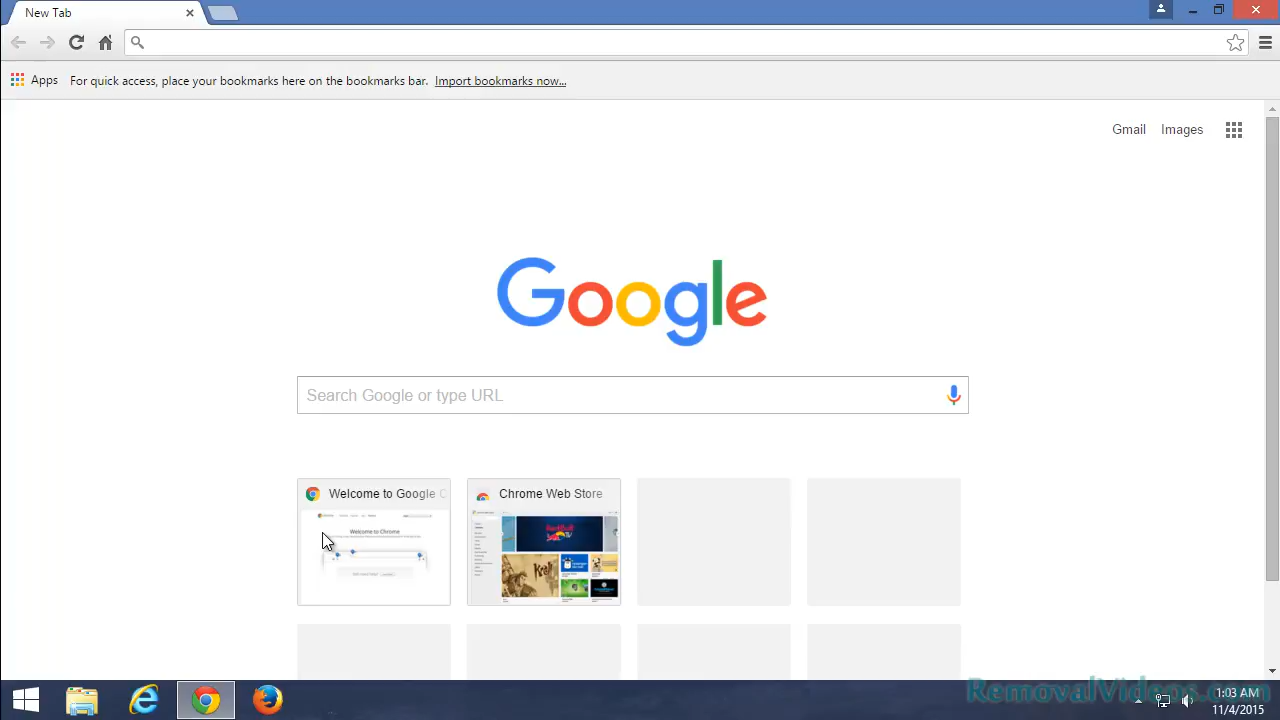 New Tab
Apps For quick access, place your bookmarks here on the bookmarks bar. Import bookmarks now...
Gmail Images
Google
Search Google or type URL
Welcome to Google C
Chrome Web Store
Welcome to Chrome
RemovalVideos.com
1:03 AM
11/4/2015